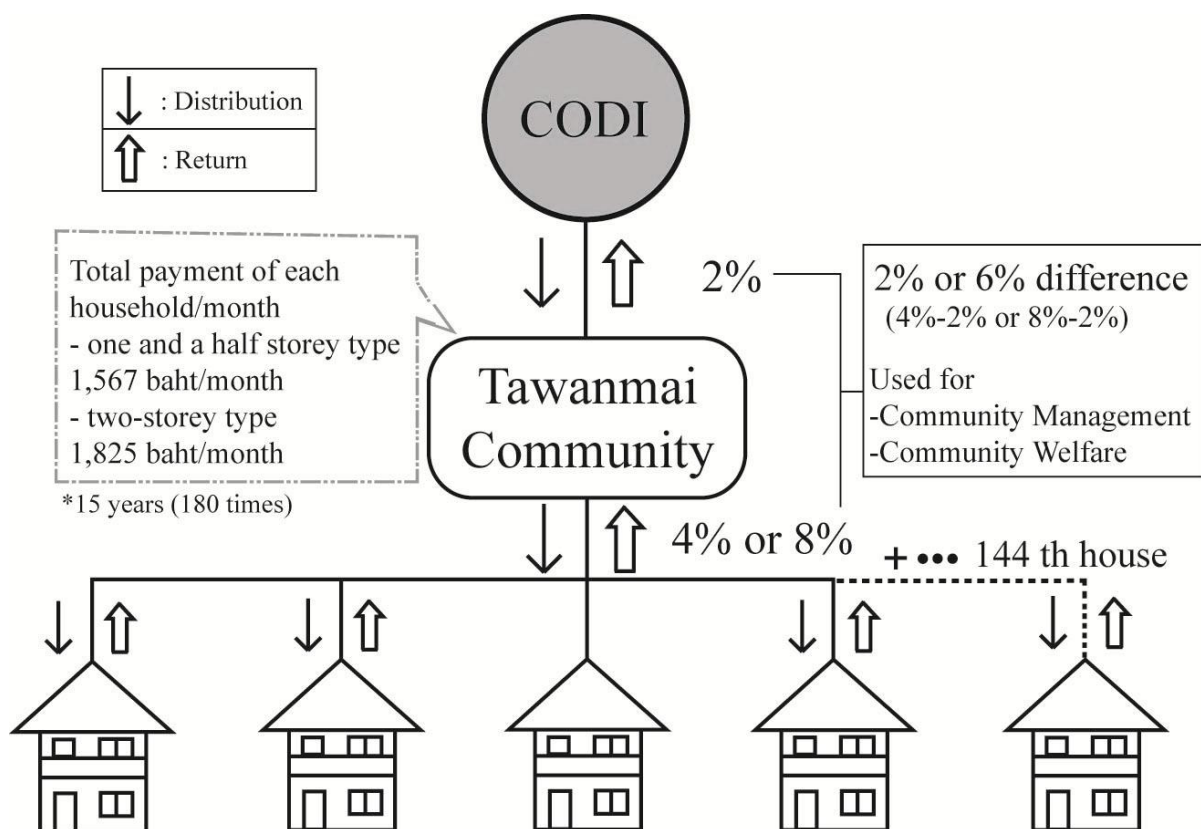 CODI
: Distribution
: Return
Total payment of each
household/month
- one and a half storey type
1,567 baht/month
- two-storey type
1,825 baht/month
*15 years (180 times)
2%
2% or 6% difference
(4%-2% or 8%-2%)
Used for
-Community Management
-Community Welfare
Tawanmai
Community
4% or 8%
+ ••• 144 th house